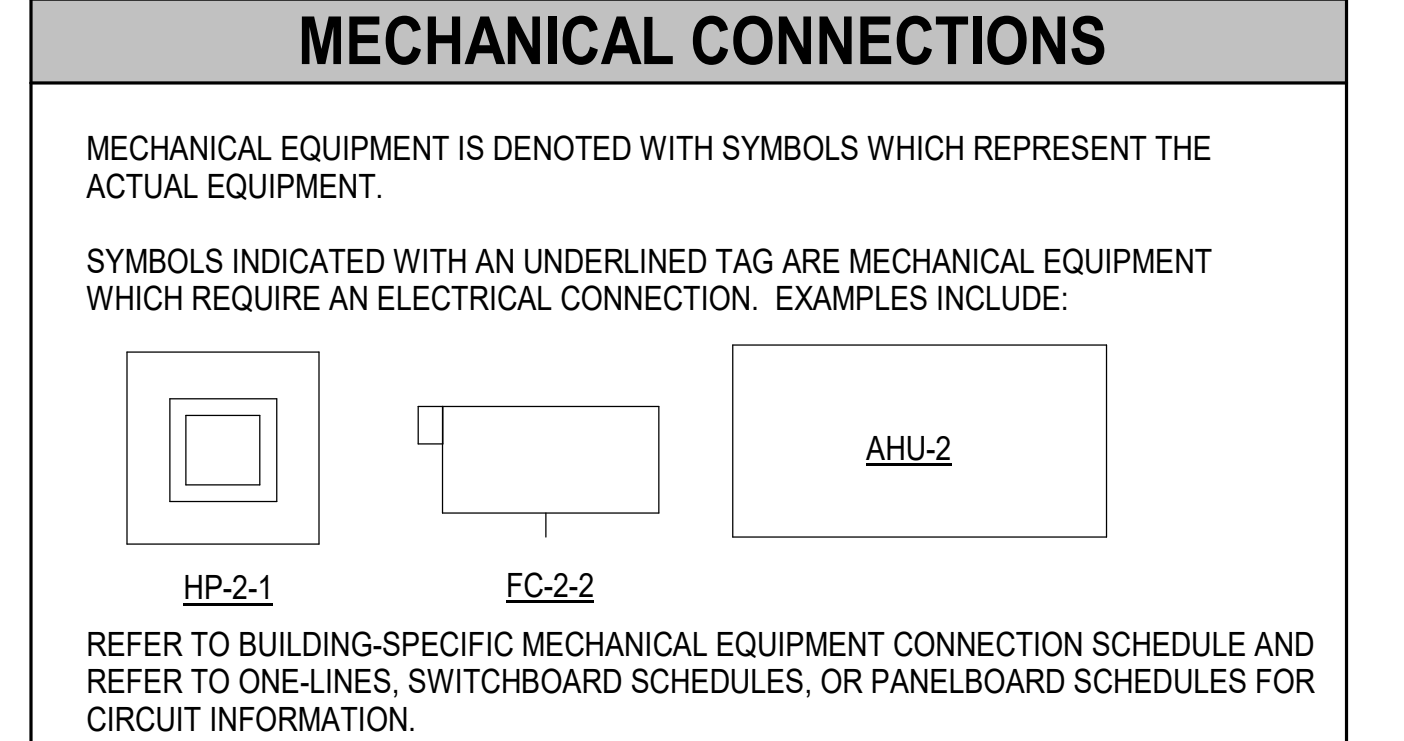 MECHANICAL CONNECTIONS
MECHANICAL EQUIPMENT IS DENOTED WITH SYMBOLS WHICH REPRESENT THE
ACTUAL EQUIPMENT.
SYMBOLS INDICATED WITH AN UNDERLINED TAG ARE MECHANICAL EQUIPMENT
WHICH REQUIRE AN ELECTRICAL CONNECTION. EXAMPLES INCLUDE:
AHU-2
HP-2-1
FC-2-2
REFER TO BUILDING-SPECIFIC MECHANICAL EQUIPMENT CONNECTION SCHEDULE AND
REFER TO ONE-LINES, SWITCHBOARD SCHEDULES, OR PANELBOARD SCHEDULES FOR
CIRCUIT INFORMATION.